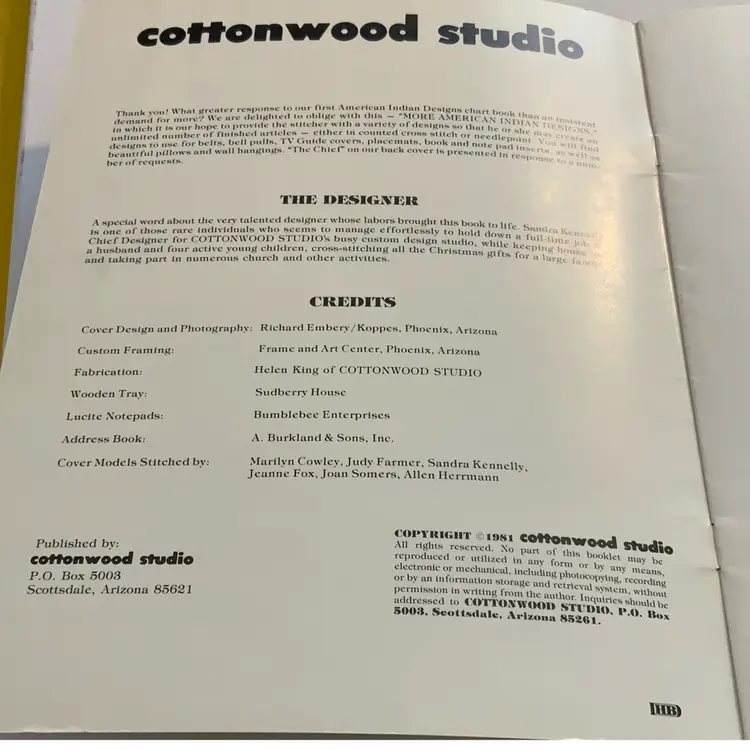 cottonwood studio
Thank you! What greater response to our first American Indian Designs chart book than an insistent
demand for more? We are delighted to oblige with this — "MORE AMERICAN INDIAN DESIGNS,"
in which it is our hope to provide the stitcher with a variety of designs so that he or she may create an
unlimited number of finished articles — either in counted cross stitch or needlepoint. You will find
designs to use for belts, bell pulls, TV Guide covers, placemats, book and note pad inserts, as well as
beautiful pillows and wall hangings. "The Chief" on our back cover is presented in response to a num-
ber of requests.
THE DESIGNER
A special word about the very talented designer whose labors brought this book to life. Sandra
is one of those rare individuals who seems to manage effortlessly to hold down a full-time job
Chief Designer for COTTONWOOD STUDIO's busy custom design studio, while keeping house
a husband and four active young children, cross-stitching all the Christmas gifts for a large
and taking part in numerous church and other activities.
CREDITS
Cover Design and Photography: Richard Embery/Koppes, Phoenix, Arizona
Custom Framing: Frame and Art Center, Phoenix, Arizona
Fabrication: Helen King of COTTONWOOD STUDIO
Wooden Tray: Sudberry House
Lucite Notepads: Bumblebee Enterprises
Address Book: A. Burkland & Sons, Inc.
Cover Models Stitched by: Marilyn Cowley, Judy Farmer, Sandra Kennelly,
Jeanne Fox, Joan Somers, Allen Herrmann
Published by:
cottonwood studio
P.O. Box 5003
Scottsdale, Arizona 85621
COPYRIGHT ©1981 cottonwood studio
All rights reserved. No part of this booklet may be
reproduced or utilized in any form or by any means,
electronic or mechanical, including photocopying, recording
or by an information storage and retrieval system, without
permission in writing from the author. Inquiries should be
addressed to COTTONWOOD STUDIO, P.O. Box
5003, Scottsdale, Arizona 85261.
HB